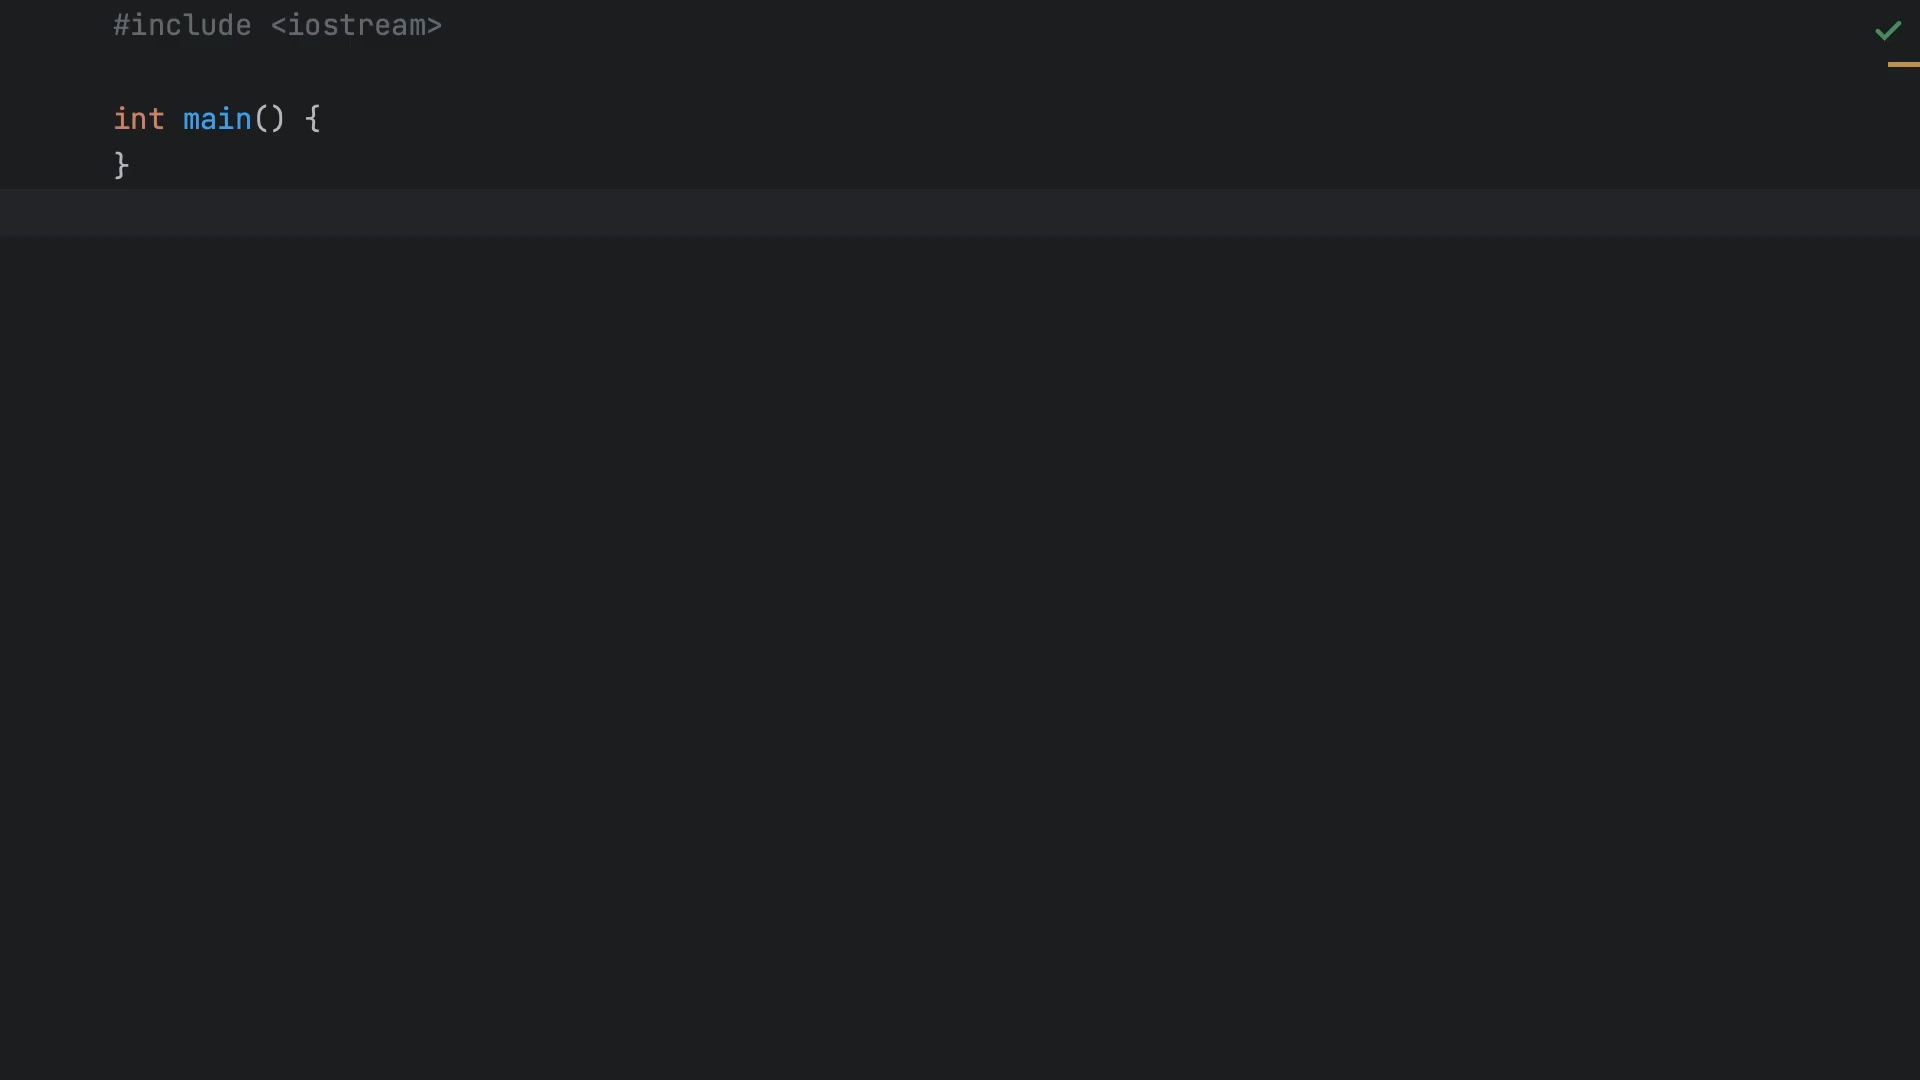 #include <iostream>
int main() {
}